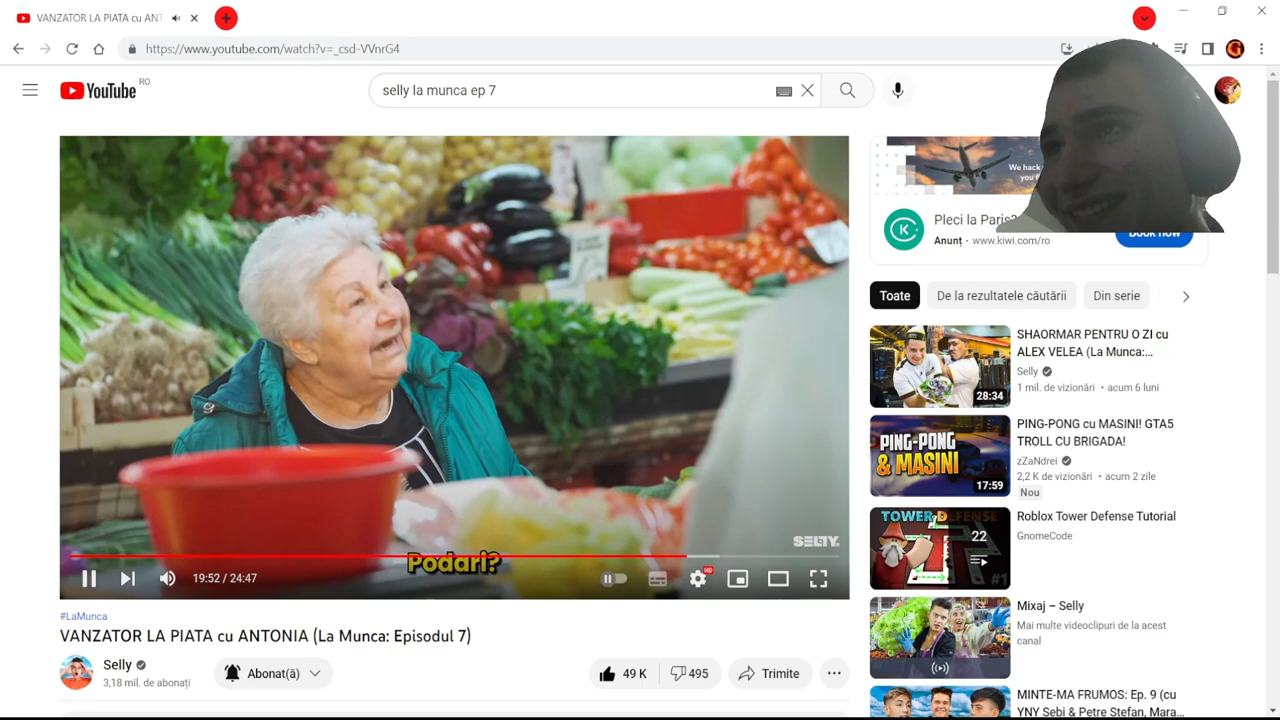 VANZATOR LA PIATA cu ANT
https://www.youtube.com/watch?v=_csd-VVnrG4
G
YouTube RO
selly la munca ep 7
SELTY.
Podari?
19:52 / 24:47
HD
#LaMunca
VANZATOR LA PIATA cu ANTONIA (La Munca: Episodul 7)
Selly
3,18 mil. de abonați
Abonat(ă)
49 K
495
Trimite
We hack
you f
K
Pleci la Paris?
Anunț · www.kiwi.com/ro
Book now
Toate
De la rezultatele căutării
Din serie
28:34
SHAORMAR PENTRU O ZI cu
ALEX VELEA (La Munca:...
Selly
1 mil. de vizionări • acum 6 luni
PING-PONG
& MASINI
17:59
PING-PONG cu MASINI! GTA5
TROLL CU BRIGADA!
zZaNdrei
2,2 K de vizionări • acum 2 zile
Nou
TOWER DEFENSE
22
#1
Roblox Tower Defense Tutorial
GnomeCode
Mixaj – Selly
Mai multe videoclipuri de la acest
canal
MINTE-MA FRUMOS: Ep. 9 (cu
YNY Sebi & Petre Stefan, Mara...